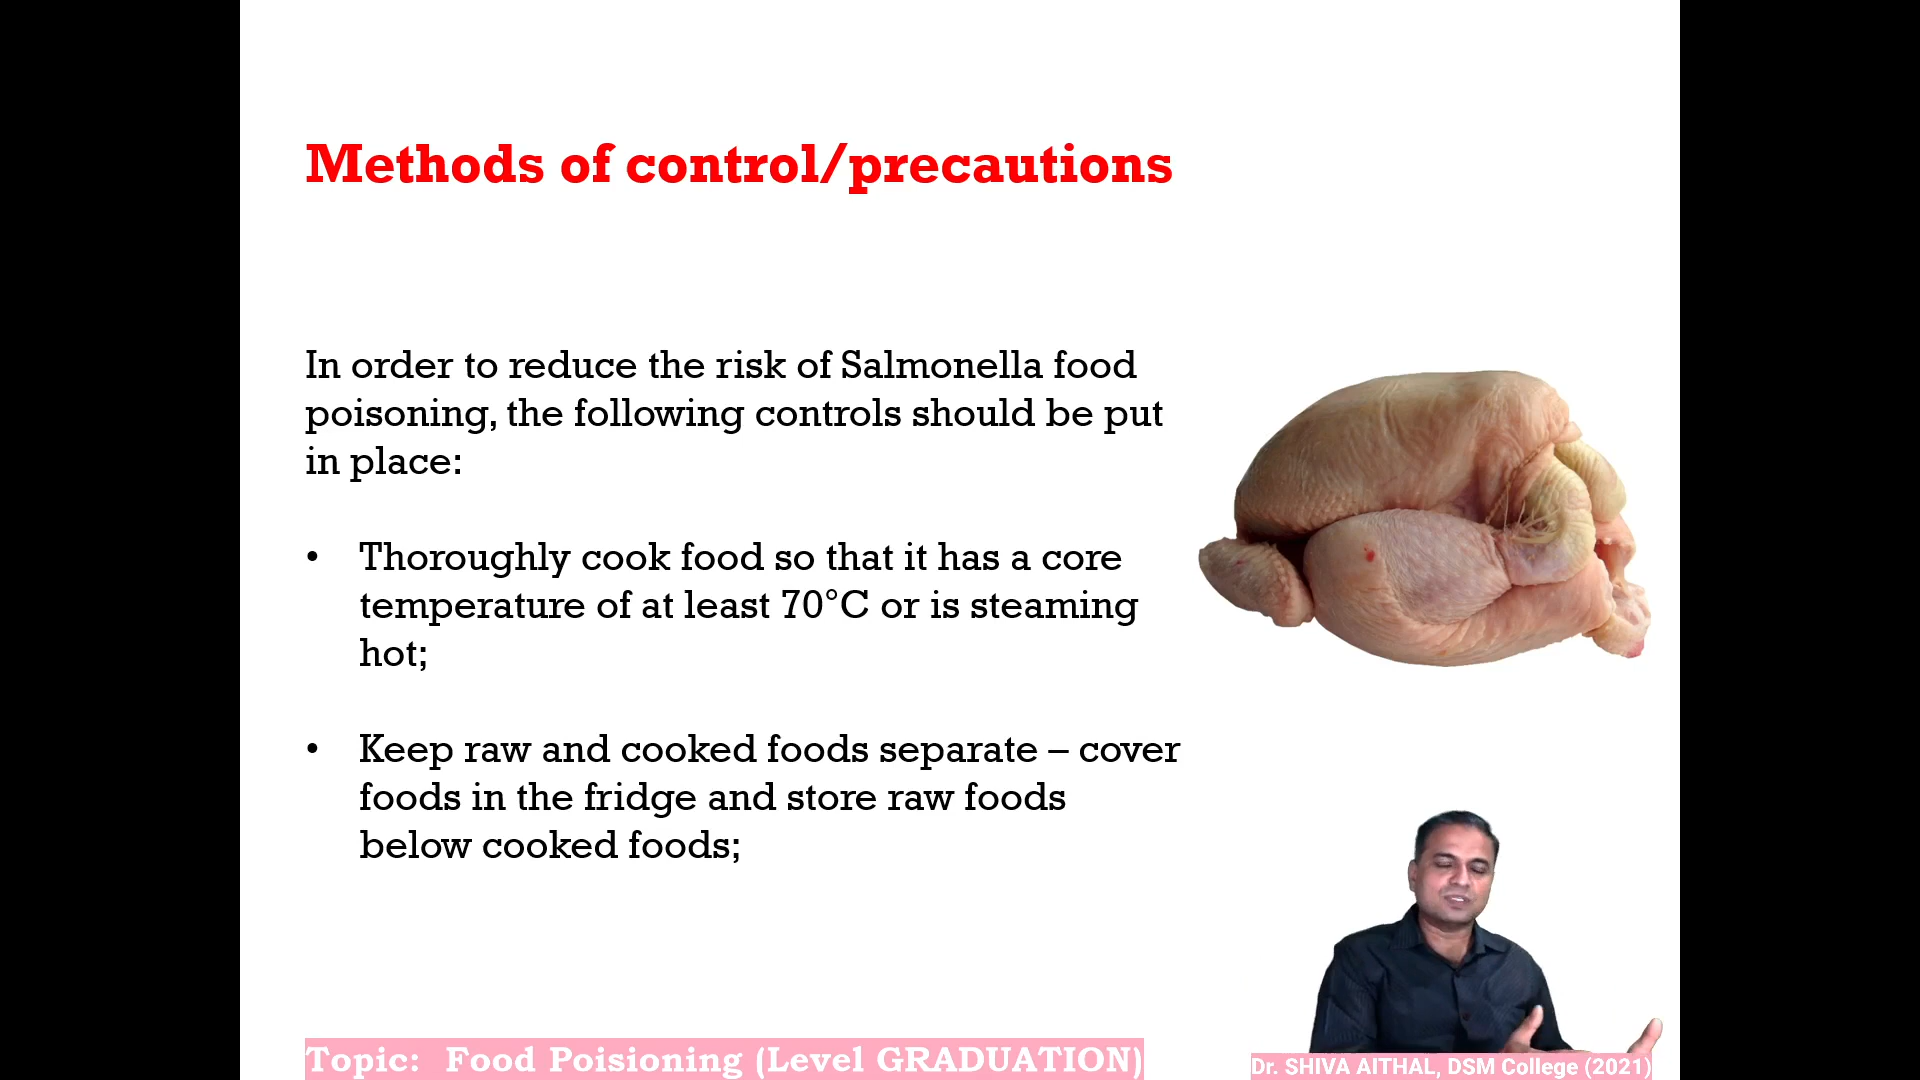 Methods of control/precautions
In order to reduce the risk of Salmonella food
poisoning, the following controls should be put
in place:
• Thoroughly cook food so that it has a core
temperature of at least 70°C or is steaming
hot;
• Keep raw and cooked foods separate – cover
foods in the fridge and store raw foods
below cooked foods;
Topic: Food Poisioning (Level GRADUATION)
Dr. SHIVA AITHAL, DSM College (2021)